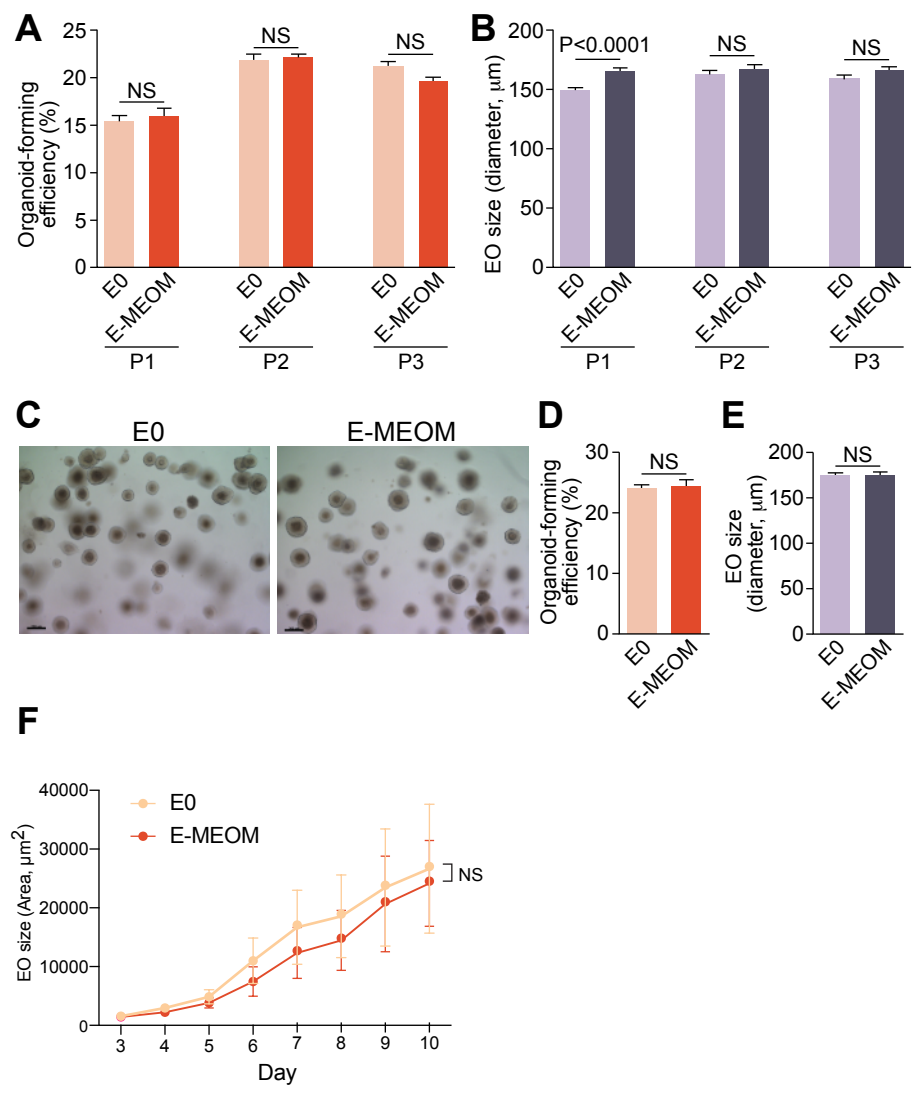 A
Organoid-forming
efficiency (%)
25
20
15
10
5
0
NS
NS
NS
E0
E-MEOM
E0
E-MEOM
E0
E-MEOM
P1
P2
P3
B
EO size (diameter, μm)
200
150
100
50
0
P<0.0001
NS
NS
E0
E-MEOM
E0
E-MEOM
E0
E-MEOM
P1
P2
P3
C
E0
E-MEOM
D
Organoid-forming
efficiency (%)
30
20
10
0
NS
E0
E-MEOM
E
EO size
(diameter, μm)
200
150
100
50
0
NS
E0
E-MEOM
F
EO size (Area, μm²)
40000
30000
20000
10000
0
E0
E-MEOM
NS
3 4 5 6 7 8 9 10
Day